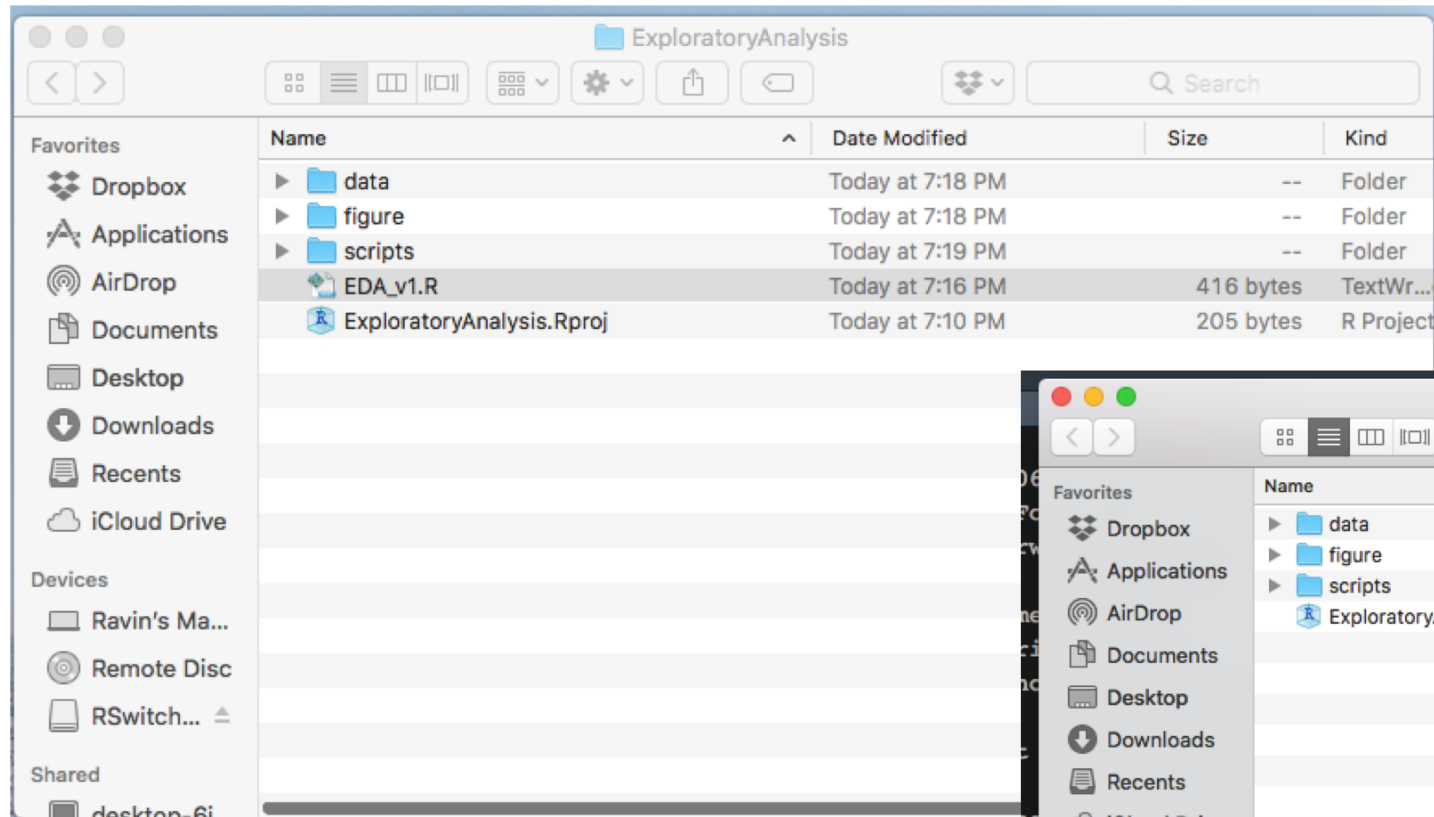 ExploratoryAnalysis
Search
Favorites
Dropbox
Applications
AirDrop
Documents
Desktop
Downloads
Recents
iCloud Drive
Devices
Ravin's Ma...
Remote Disc
RSwitch...
Shared
desktop-6i
Name Date Modified Size Kind
data Today at 7:18 PM -- Folder
figure Today at 7:18 PM -- Folder
scripts Today at 7:19 PM -- Folder
EDA_v1.R Today at 7:16 PM 416 bytes TextWr...
ExploratoryAnalysis.Rproj Today at 7:10 PM 205 bytes R Project
Favorites
Dropbox
Applications
AirDrop
Documents
Desktop
Downloads
Recents
Name
data
figure
scripts
Exploratory